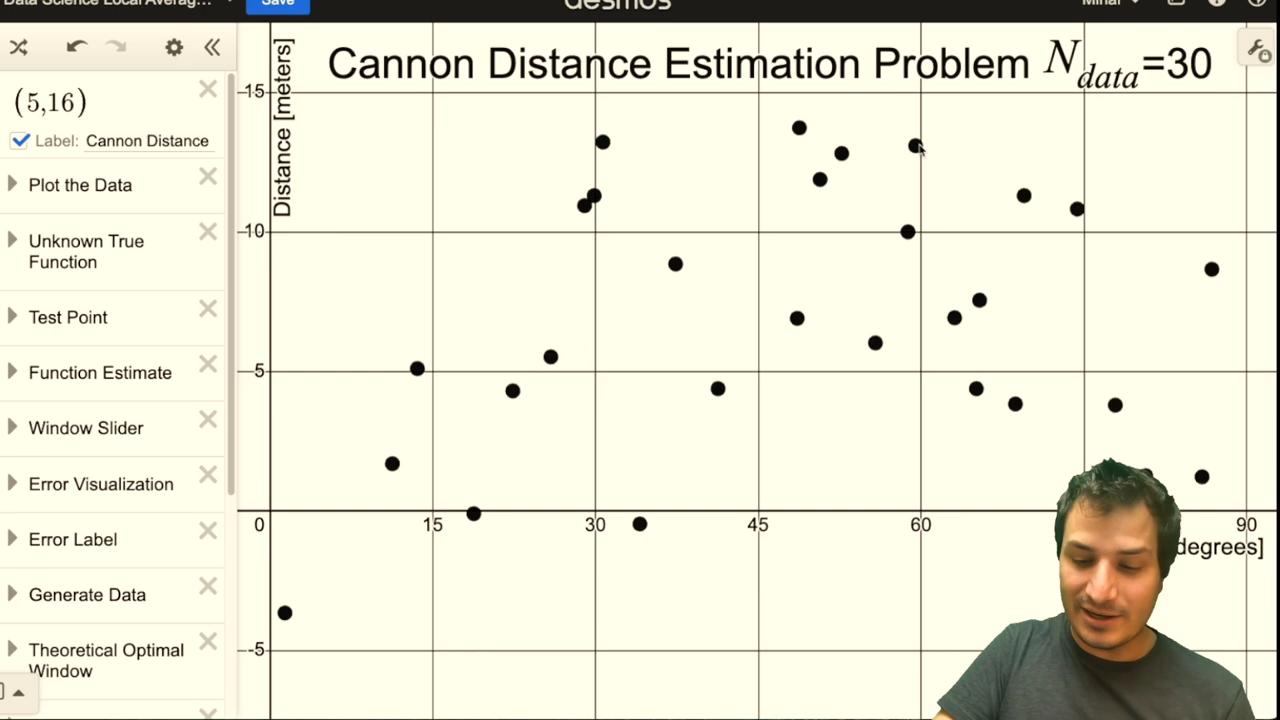 Data Science Local Averag...
Save
desmos
Mihai
(5,16)
Label: Cannon Distance
Plot the Data
Unknown True
Function
Test Point
Function Estimate
Window Slider
Error Visualization
Error Label
Generate Data
Theoretical Optimal
Window
Cannon Distance Estimation Problem N_data=30
Distance [meters]
15
10
5
0
-5
15
30
45
60
90
degrees]